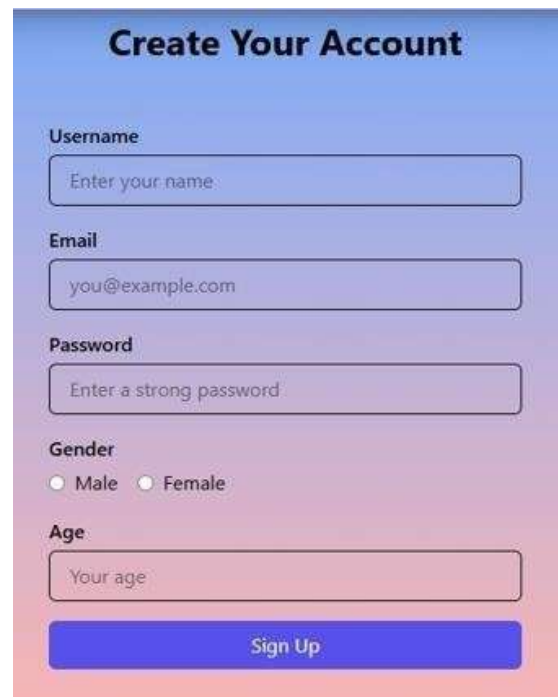 Create Your Account
Username
Enter your name
Email
you@example.com
Password
Enter a strong password
Gender
Male Female
Age
Your age
Sign Up